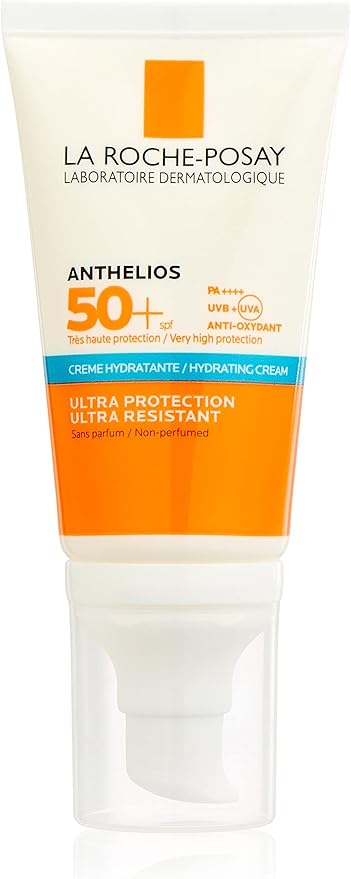 LA ROCHE-POSAY
LABORATOIRE DERMATOLOGIQUE
ANTHELIOS
50+ spf
PA ++++
UVB + UVA
ANTI-OXYDANT
Très haute protection / Very high protection
CREME HYDRATANTE / HYDRATING CREAM
ULTRA PROTECTION
ULTRA RESISTANT
Sans parfum / Non-perfumed